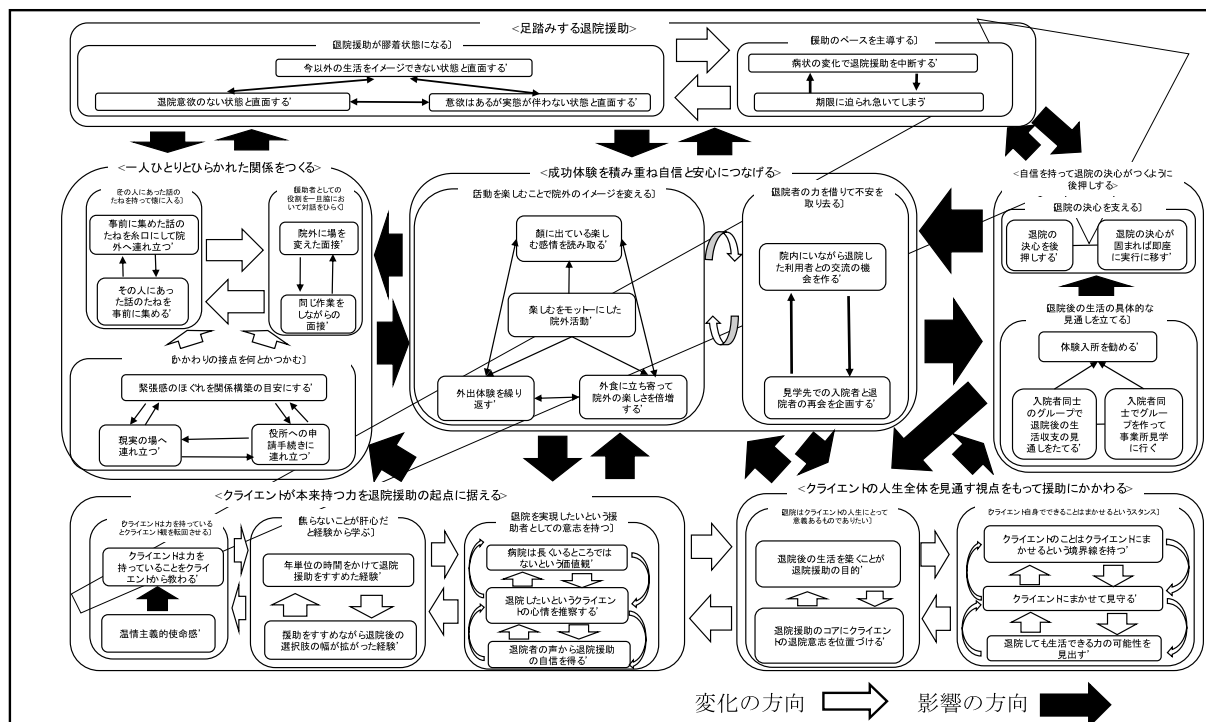 <足踏みする退院援助>
[退院援助が膠着状態になる]
今以外の生活をイメージできない状態と直面する’
退院意欲のない状態と直面する’
意欲はあるが実態が伴わない状態と直面する’
[援助のペースを主導する]
病状の変化で退院援助を中断する’
期限に迫られ急いてしまう’
<一人ひとりとひらかれた関係をつくる>
[その人にあった話の
たねを持って懐に入る]
事前に集めた話の
たねを糸口にして院
外へ連れ立つ’
その人にあ
った話のたねを
事前に集める’
[援助者としての
役割を一旦脇にお
いて対話をひらく]
院外に場を
変えた面接’
同じ作業を
しながらの
面接’
[かかわりの接点を何とかつかむ]
緊張感のほぐれを関係構築の目安にする’
現実の場へ
連れ立つ’
役所への申
請手続きに
連れ立つ’
<成功体験を積み重ね自信と安心につなげる>
[活動を楽しむことで院外のイメージを変える]
顔に出ている楽し
む感情を読み取る’
楽しむをモットーにした
院外活動’
外出体験を繰り
返す’
外食に立ち寄って
院外の楽しさを倍増
する’
[退院者の力を借りて不安を
取り去る]
院内にいながら退院し
た利用者との交流の機
会を作る’
見学先での入院者と退
院者の再会を企画する’
<自信を持って退院の決心がつくように
後押しする>
[退院の決心を支える]
退院の
決心を後
押しする’
退院の決心が
固まれば即座
に実行に移す’
[退院後の生活の具体的な
見通しを立てる]
体験入所を勧める’
入院者同士
のグループで
退院後の生
活収支の見
通しをたてる’
入院者同
士でグルー
プを作って
事業所見学
に行く’
<クライエントが本来持つ力を退院援助の起点に据える>
[クライエントは力を持っている
とクライエント観を転回させる]
クライエントは力を
持っていることをクライ
エントから教わる’
温情主義的使命感’
[焦らないことが肝心だ
と経験から学ぶ]
年単位の時間をかけて退院
援助をすすめた経験’
援助をすすめながら退院後の
選択肢の幅が拡がった経験’
[退院を実現したいという援
助者としての意志を持つ]
病院は長くいるところでは
ないという価値観’
退院したいというクライエ
ントの心情を推察する’
退院者の声から退院援助
の自信を得る’
<クライエントの人生全体を見通す視点をもって援助にかかわる>
[退院はクライエントの人生にとって
意義あるものでありたい]
退院後の生活を築くことが
退院援助の目的’
退院援助のコアにクライエ
ントの退院意志を位置づける’
[クライエント自身でできることはまかせるというスタンス]
クライエントのことはクライエントに
まかせるという境界線を持つ’
クライエントにまかせて見守る’
退院しても生活できる力の可能性を
見出す’
変化の方向
影響の方向